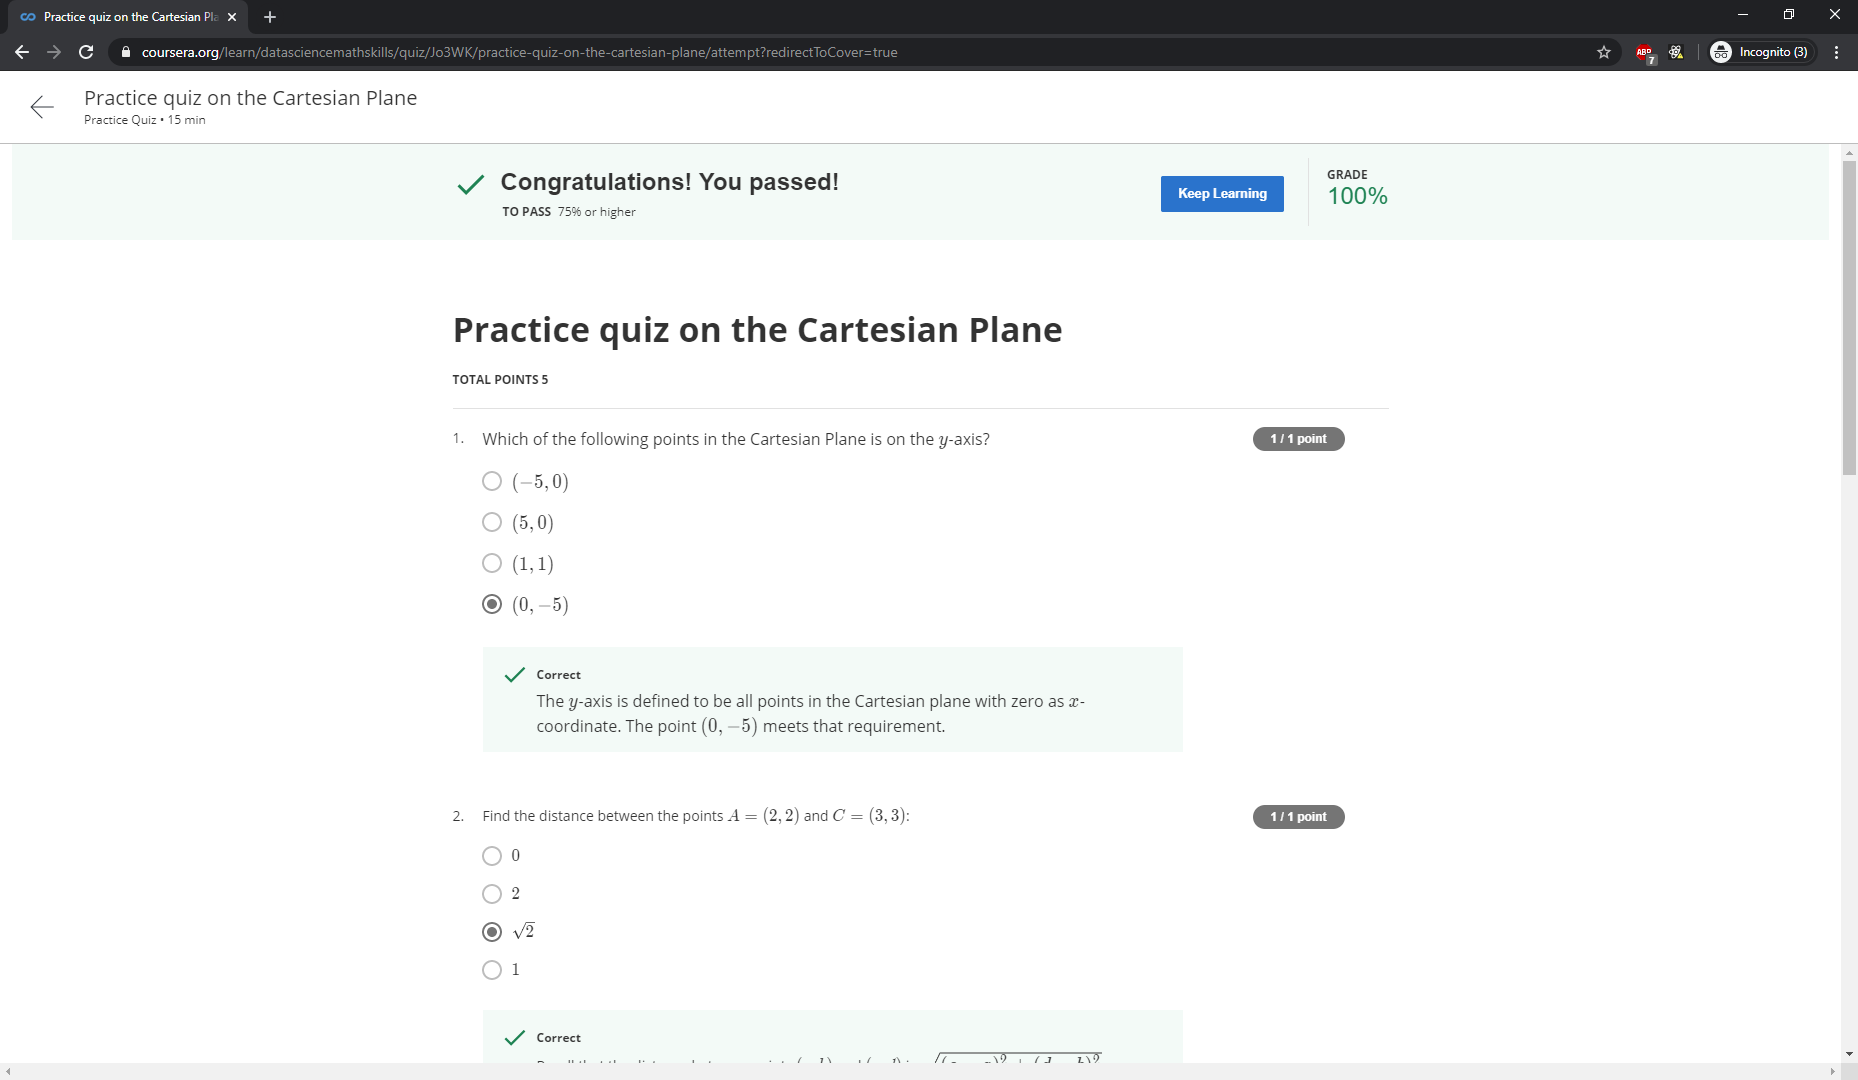 Practice quiz on the Cartesian Pla
coursera.org/learn/datasciencemathskills/quiz/Jo3WK/practice-quiz-on-the-cartesian-plane/attempt?redirectToCover=true
ABP
7
Incognito (3)
Practice quiz on the Cartesian Plane
Practice Quiz • 15 min
Congratulations! You passed!
TO PASS 75% or higher
Keep Learning
GRADE
100%
Practice quiz on the Cartesian Plane
TOTAL POINTS 5
1. Which of the following points in the Cartesian Plane is on the y-axis?
1 / 1 point
(−5, 0)
(5, 0)
(1, 1)
(0, −5)
Correct
The y-axis is defined to be all points in the Cartesian plane with zero as x-
coordinate. The point (0, −5) meets that requirement.
2. Find the distance between the points A = (2, 2) and C = (3, 3):
1 / 1 point
0
2
√2
1
Correct